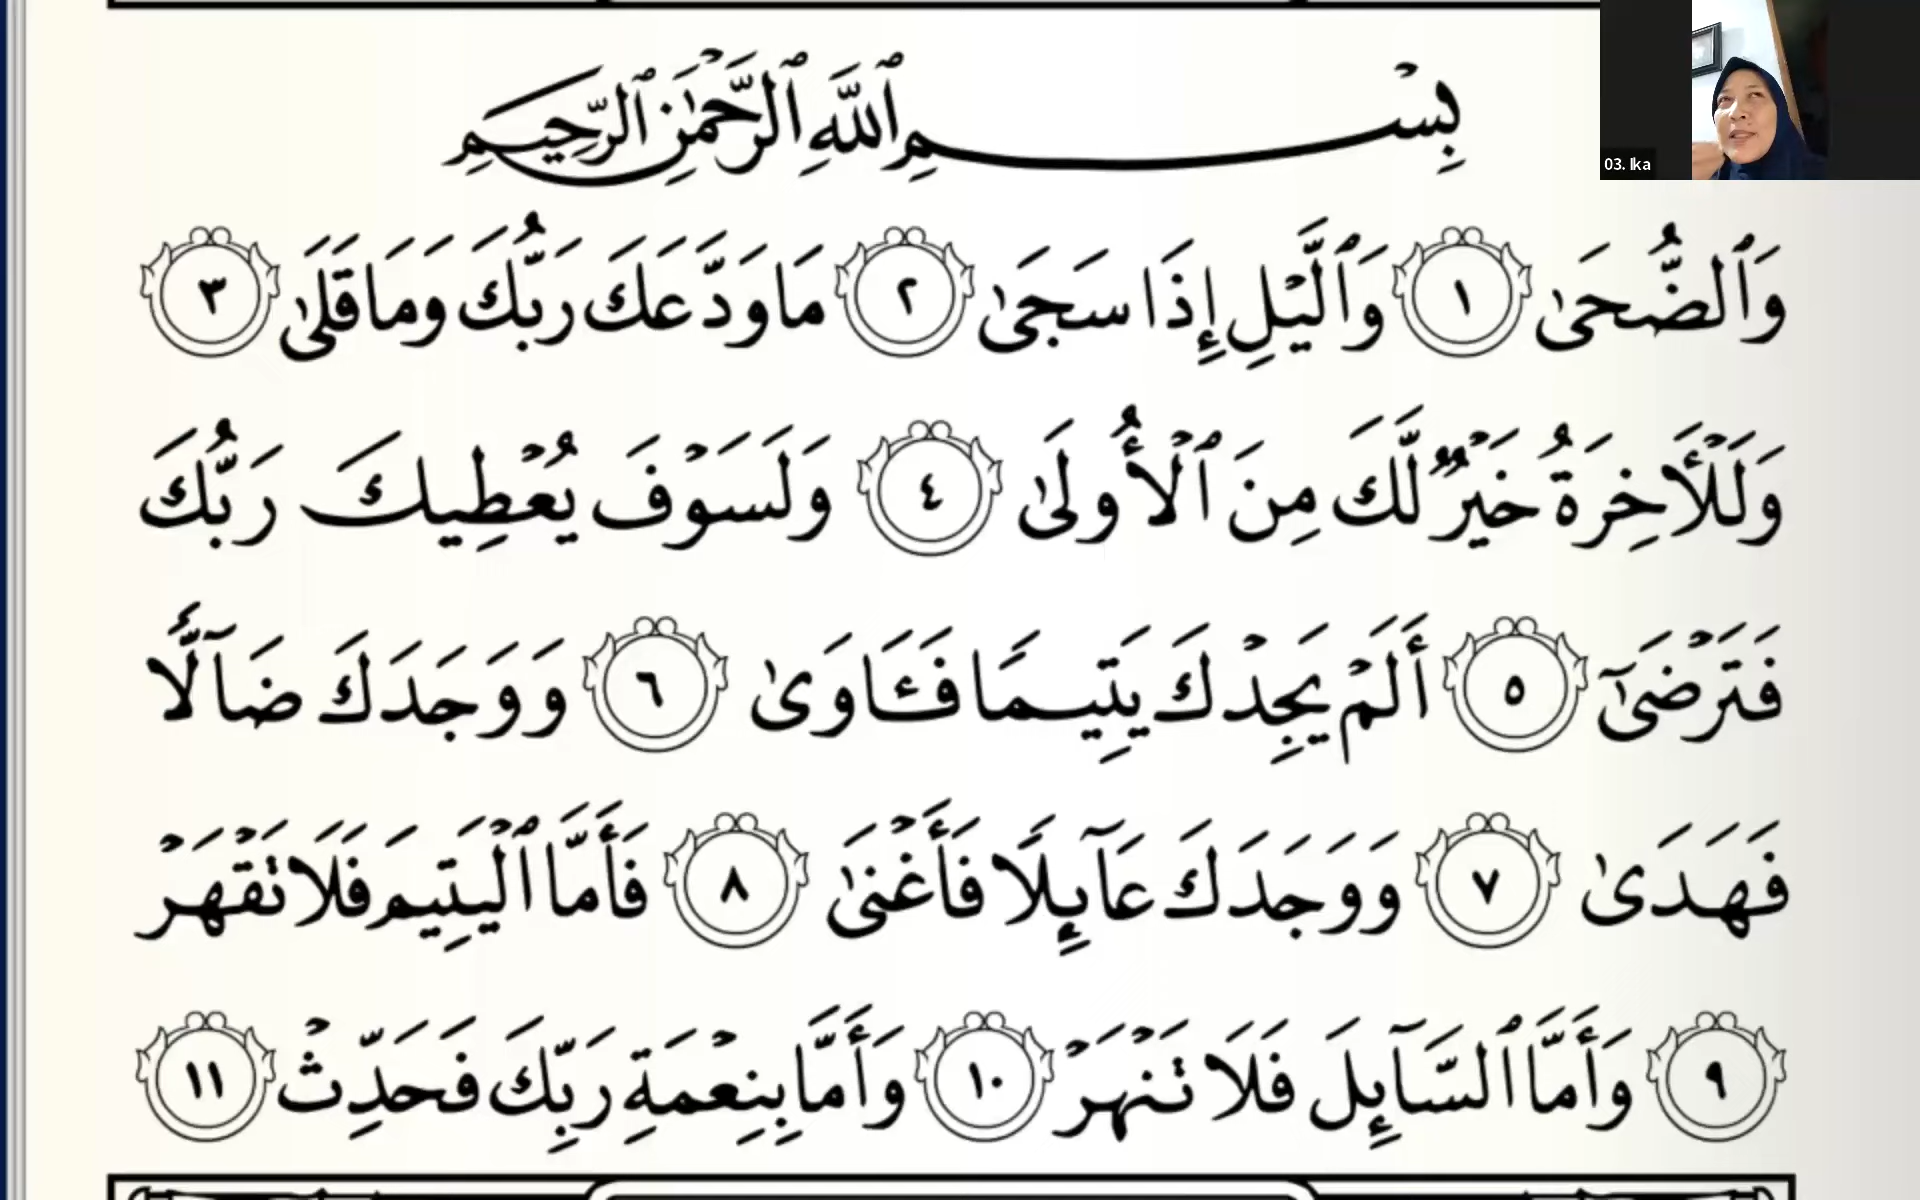 بِسْمِ ٱللَّهِ ٱلرَّحْمَٰنِ ٱلرَّحِيمِ
03. Ika
وَٱلضُّحَىٰ ١ وَٱلَّيْلِ إِذَا سَجَىٰ ٢ مَا وَدَّعَكَ رَبُّكَ وَمَا قَلَىٰ ٣
وَلَلْأَخِرَةُ خَيْرٌ لَّكَ مِنَ ٱلْأُولَىٰ ٤ وَلَسَوْفَ يُعْطِيكَ رَبُّكَ
فَتَرْضَىٰٓ ٥ أَلَمْ يَجِدْكَ يَتِيمًا فَـَٔاوَىٰ ٦ وَوَجَدَكَ ضَآلًّا
فَهَدَىٰ ٧ وَوَجَدَكَ عَآئِلًا فَأَغْنَىٰ ٨ فَأَمَّا ٱلْيَتِيمَ فَلَا تَقْهَرْ
٩ وَأَمَّا ٱلسَّآئِلَ فَلَا تَنْهَرْ ١٠ وَأَمَّا بِنِعْمَةِ رَبِّكَ فَحَدِّثْ ١١